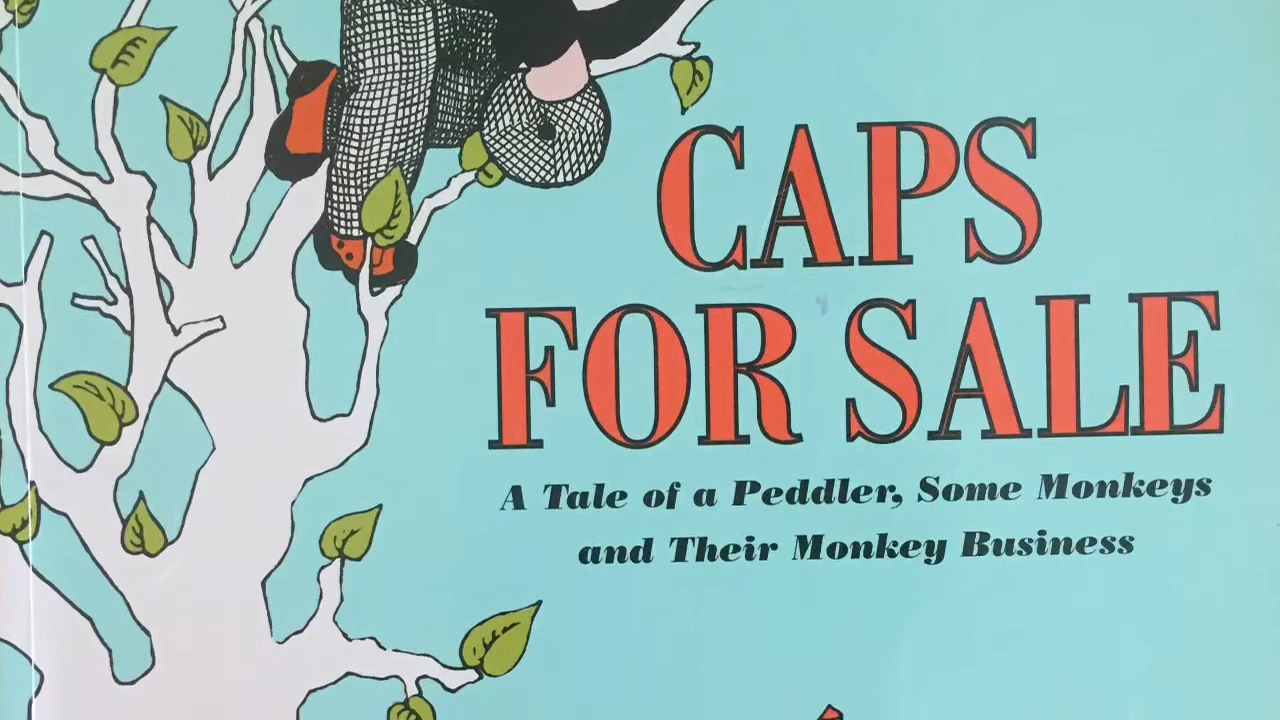 CAPS
FOR SALE
A Tale of a Peddler, Some Monkeys
and Their Monkey Business